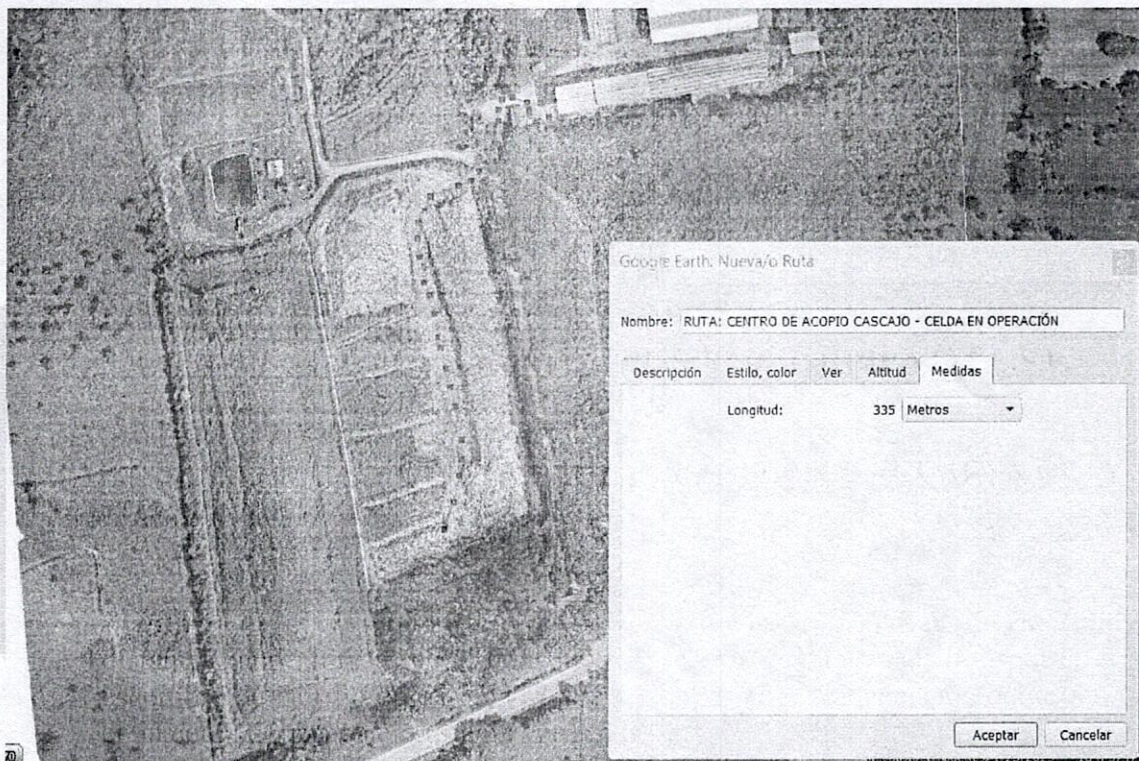 Google Earth. Nueva/o Ruta
Nombre: RUTA: CENTRO DE ACOPIO CASCAJO - CELDA EN OPERACIÓN
Descripción Estilo, color Ver Altitud Medidas
Longitud: 335 Metros
Aceptar Cancelar